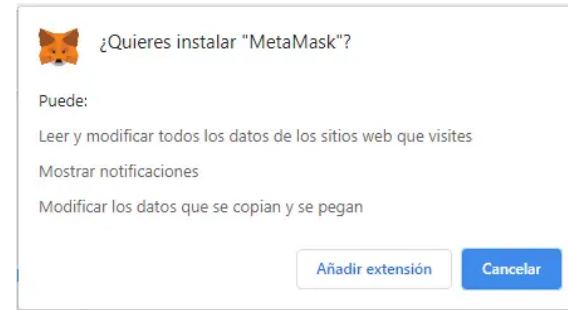 ¿Quieres instalar "MetaMask"?
Puede:
Leer y modificar todos los datos de los sitios web que visites
Mostrar notificaciones
Modificar los datos que se copian y se pegan
Añadir extensión
Cancelar